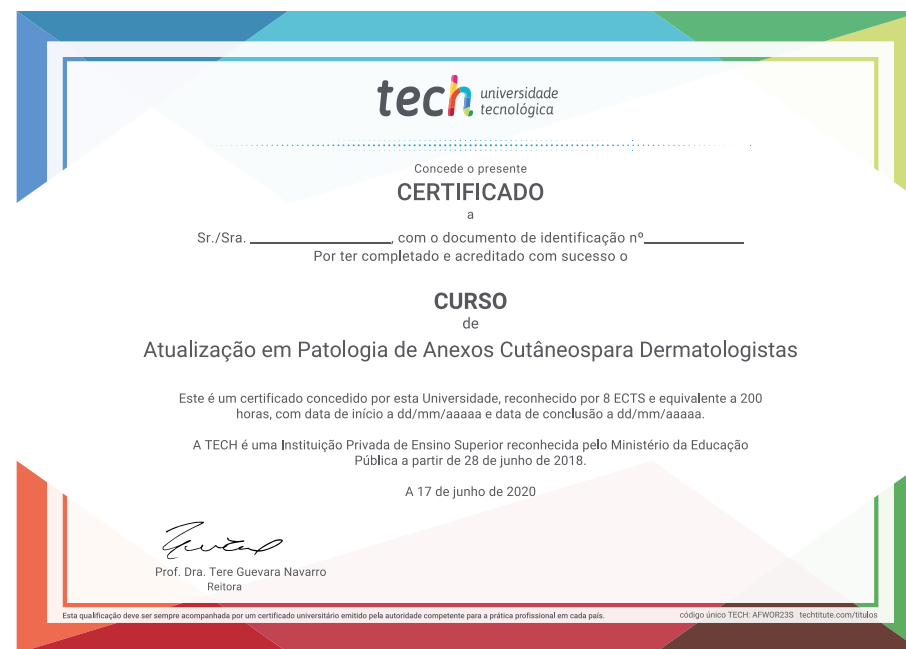 tech universidade
tecnológica
Concede o presente
CERTIFICADO
a
Sr./Sra. ____________________, com o documento de identificação nº______________
Por ter completado e acreditado com sucesso o
CURSO
de
Atualização em Patologia de Anexos Cutâneospara Dermatologistas
Este é um certificado concedido por esta Universidade, reconhecido por 8 ECTS e equivalente a 200
horas, com data de início a dd/mm/aaaaa e data de conclusão a dd/mm/aaaaa.
A TECH é uma Instituição Privada de Ensino Superior reconhecida pelo Ministério da Educação
Pública a partir de 28 de junho de 2018.
A 17 de junho de 2020
Prof. Dra. Tere Guevara Navarro
Reitora
Esta qualificação deve ser sempre acompanhada por um certificado universitário emitido pela autoridade competente para a prática profissional em cada país. código único TECH: AFWOR23S techtitute.com/titulos